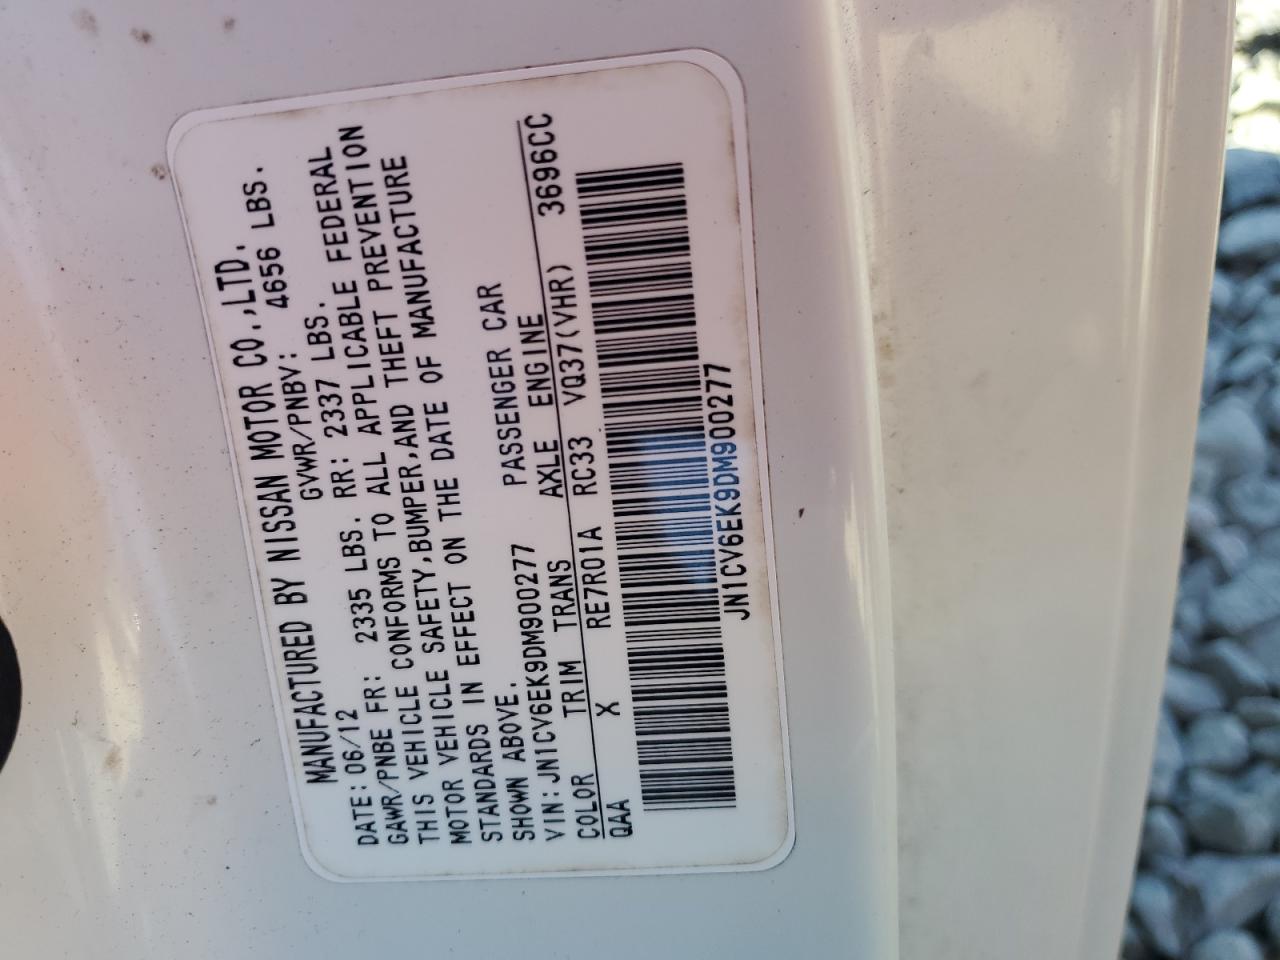 MANUFACTURED BY NISSAN MOTOR CO.,LTD.
DATE:06/12 GVWR/PNBV: 4656 LBS.
GAWR/PNBE FR: 2335 LBS. RR: 2337 LBS.
THIS VEHICLE CONFORMS TO ALL APPLICABLE FEDERAL
MOTOR VEHICLE SAFETY,BUMPER,AND THEFT PREVENTION
STANDARDS IN EFFECT ON THE DATE OF MANUFACTURE
SHOWN ABOVE.
VIN:JN1CV6EK9DM900277 PASSENGER CAR
COLOR TRIM TRANS AXLE ENGINE
QAA X RE7R01A RC33 VQ37(VHR) 3696CC
JN1CV6EK9DM900277